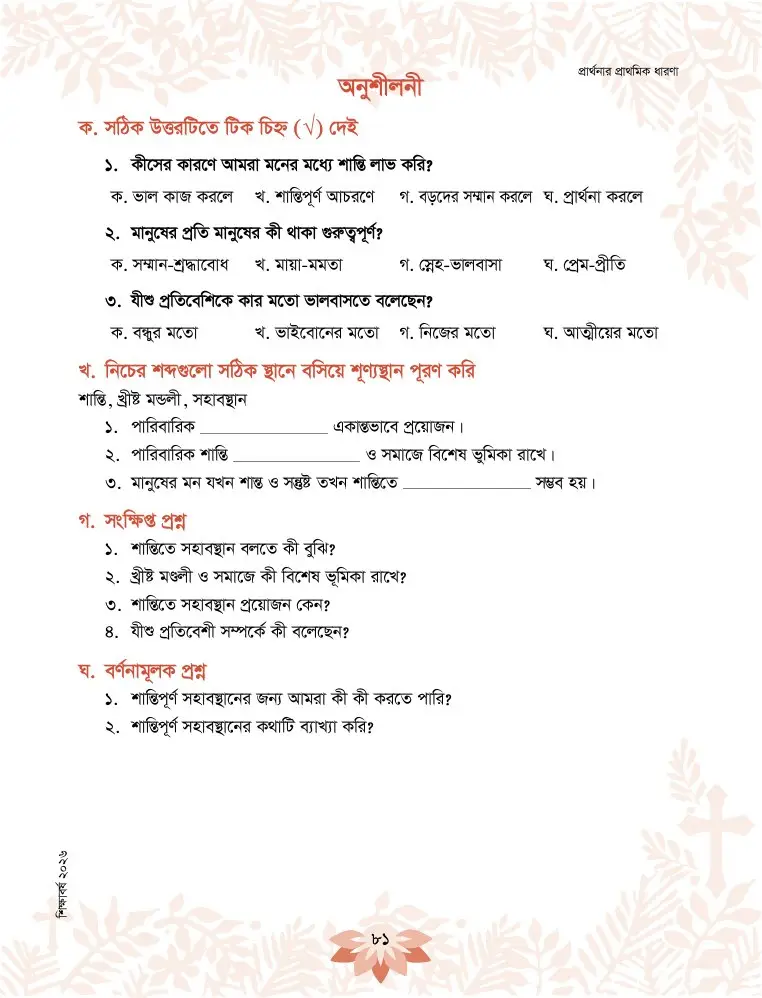 প্রার্থনার প্রাথমিক ধারণা
অনুশীলনী
ক. সঠিক উত্তরটিতে টিক চিহ্ন (√) দেই
১. কীসের কারণে আমরা মনের মধ্যে শান্তি লাভ করি?
ক. ভাল কাজ করলে খ. শান্তিপূর্ণ আচরণে গ. বড়দের সম্মান করলে ঘ. প্রার্থনা করলে
২. মানুষের প্রতি মানুষের কী থাকা গুরুত্বপূর্ণ?
ক. সম্মান-শ্রদ্ধাবোধ খ. মায়া-মমতা গ. স্নেহ-ভালবাসা ঘ. প্রেম-প্রীতি
৩. যীশু প্রতিবেশিকে কার মতো ভালবাসতে বলেছেন?
ক. বন্ধুর মতো খ. ভাইবোনের মতো গ. নিজের মতো ঘ. আত্মীয়ের মতো
খ. নিচের শব্দগুলো সঠিক স্থানে বসিয়ে শূণ্যস্থান পূরণ করি
শান্তি, খ্রীষ্ট মন্ডলী, সহাবস্থান
১. পারিবারিক ______________ একান্তভাবে প্রয়োজন।
২. পারিবারিক শান্তি ______________ ও সমাজে বিশেষ ভূমিকা রাখে।
৩. মানুষের মন যখন শান্ত ও সন্তুষ্ট তখন শান্তিতে ______________ সম্ভব হয়।
গ. সংক্ষিপ্ত প্রশ্ন
১. শান্তিতে সহাবস্থান বলতে কী বুঝি?
২. খ্রীষ্ট মণ্ডলী ও সমাজে কী বিশেষ ভূমিকা রাখে?
৩. শান্তিতে সহাবস্থান প্রয়োজন কেন?
৪. যীশু প্রতিবেশী সম্পর্কে কী বলেছেন?
ঘ. বর্ণনামূলক প্রশ্ন
১. শান্তিপূর্ণ সহাবস্থানের জন্য আমরা কী কী করতে পারি?
২. শান্তিপূর্ণ সহাবস্থানের কথাটি ব্যাখ্যা করি?
শিক্ষাবর্ষ ২০২৬
৮১